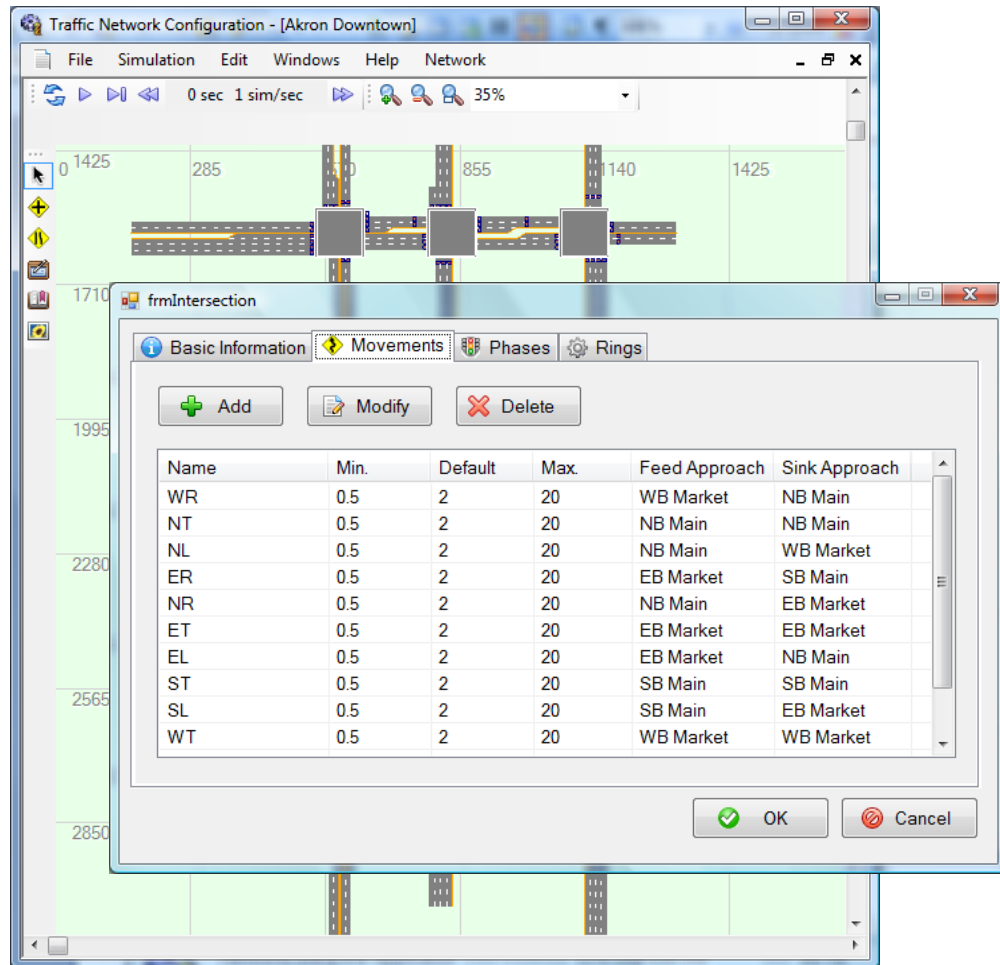 Traffic Network Configuration - [Akron Downtown]
File Simulation Edit Windows Help Network
0 sec 1 sim/sec 35%
0 1425 285 855 1140 1425
1710
frmIntersection
Basic Information Movements Phases Rings
Add Modify Delete
1995
Name Min. Default Max. Feed Approach Sink Approach
WR 0.5 2 20 WB Market NB Main
NT 0.5 2 20 NB Main NB Main
NL 0.5 2 20 NB Main WB Market
2280
ER 0.5 2 20 EB Market SB Main
NR 0.5 2 20 NB Main EB Market
ET 0.5 2 20 EB Market EB Market
EL 0.5 2 20 EB Market NB Main
ST 0.5 2 20 SB Main SB Main
2565
SL 0.5 2 20 SB Main EB Market
WT 0.5 2 20 WB Market WB Market
OK Cancel
2850